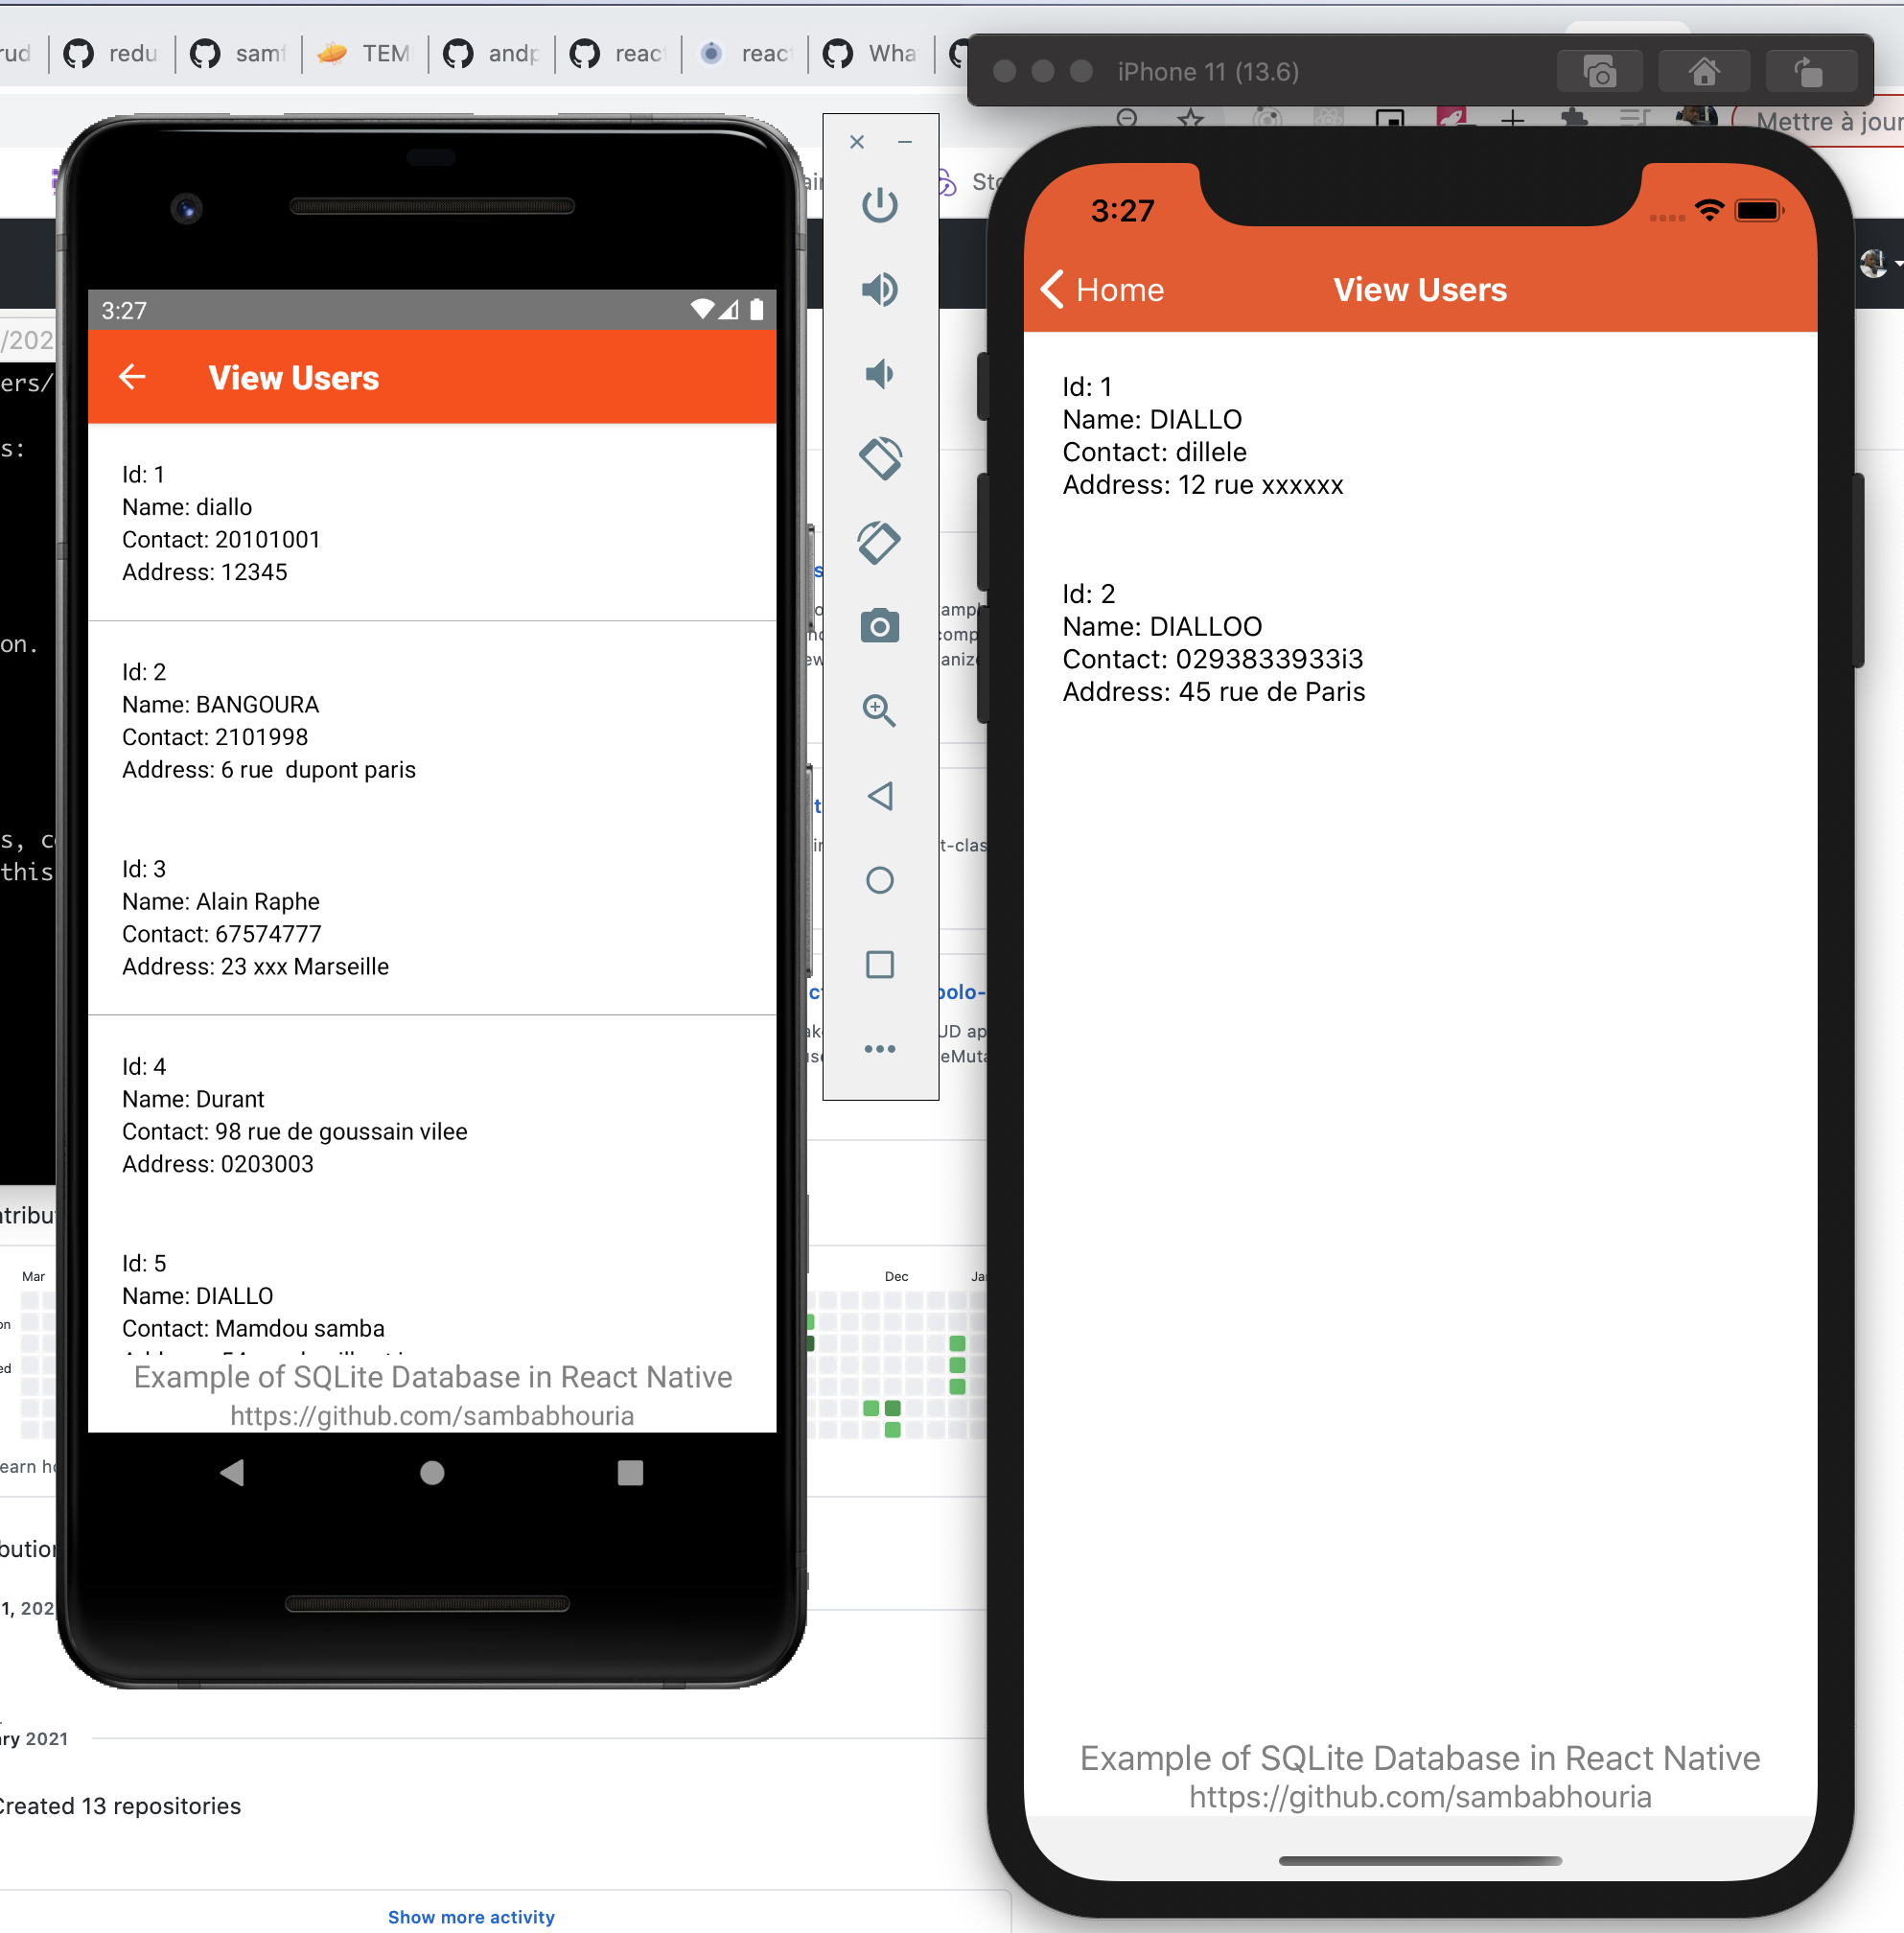 redu
TEM
reac
reac
Wha
iPhone 11 (13.6)
Mettre à jour
3:27
View Users
Id: 1
Name: diallo
Contact: 20101001
Address: 12345
Id: 2
Name: BANGOURA
Contact: 2101998
Address: 6 rue  dupont paris
Id: 3
Name: Alain Raphe
Contact: 67574777
Address: 23 xxx Marseille
Id: 4
Name: Durant
Contact: 98 rue de goussain vilee
Address: 0203003
Id: 5
Name: DIALLO
Contact: Mamdou samba
Example of SQLite Database in React Native
https://github.com/sambabhouria
3:27
Home
View Users
Id: 1
Name: DIALLO
Contact: dillele
Address: 12 rue xxxxxx
Id: 2
Name: DIALLOO
Contact: 0293833933i3
Address: 45 rue de Paris
Example of SQLite Database in React Native
https://github.com/sambabhouria
/202
ers/
s:
on.
this
Mar
Dec
1, 202
2021
Created 13 repositories
Show more activity